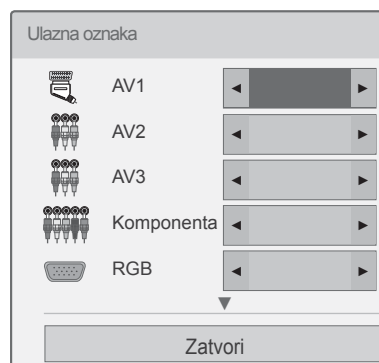 Ulazna oznaka
AV1
AV2
AV3
Komponenta
RGB
Zatvori